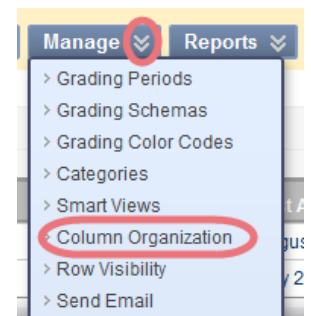 Manage Reports
> Grading Periods
> Grading Schemas
> Grading Color Codes
> Categories
> Smart Views
> Column Organization
> Row Visibility
> Send Email